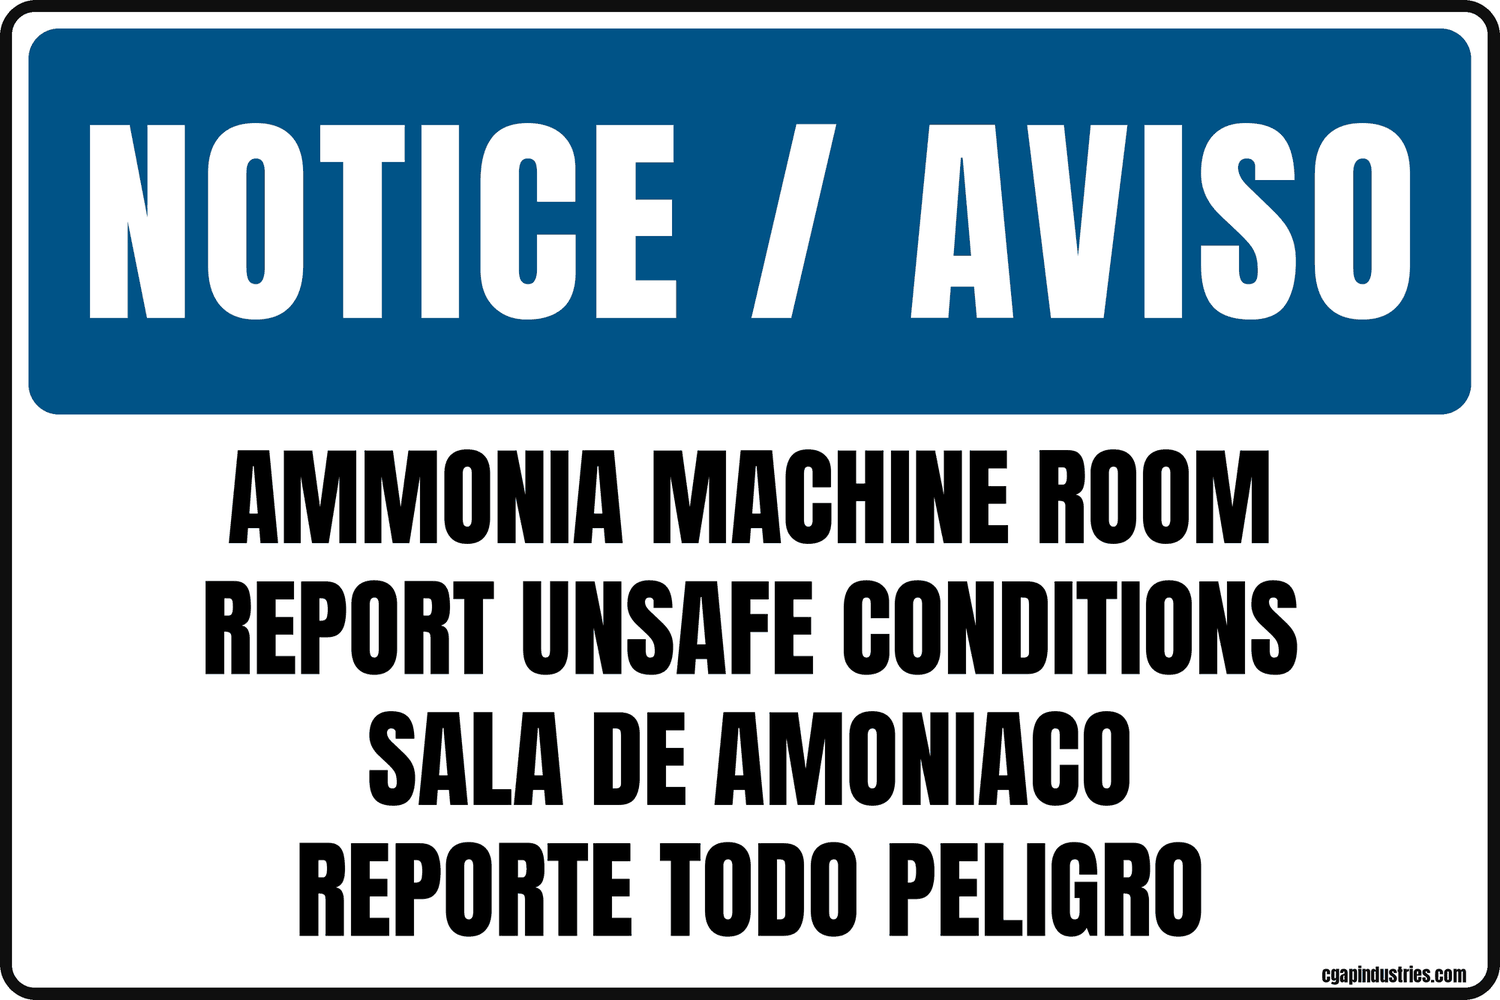 NOTICE / AVISO
AMMONIA MACHINE ROOM
REPORT UNSAFE CONDITIONS
SALA DE AMONIACO
REPORTE TODO PELIGRO
cgapindustries.com